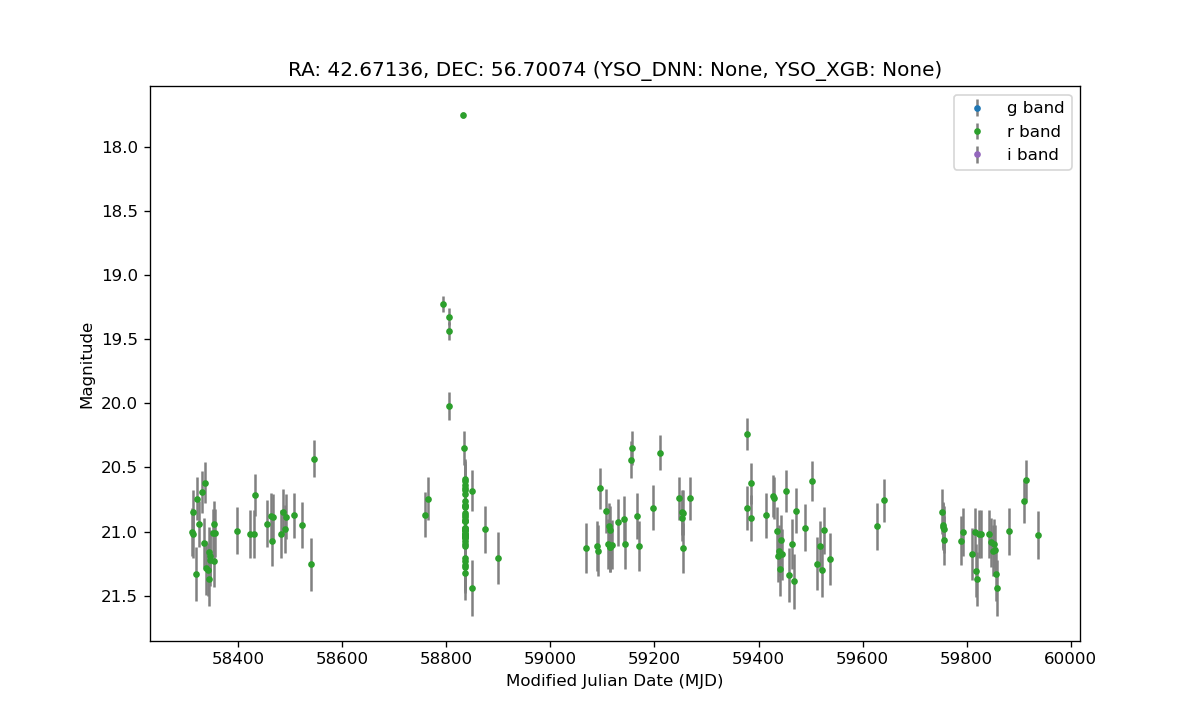 RA: 42.67136, DEC: 56.70074 (YSO_DNN: None, YSO_XGB: None)
g band
r band
i band
18.0
18.5
19.0
19.5
20.0
20.5
21.0
21.5
Magnitude
58400 58600 58800 59000 59200 59400 59600 59800 60000
Modified Julian Date (MJD)